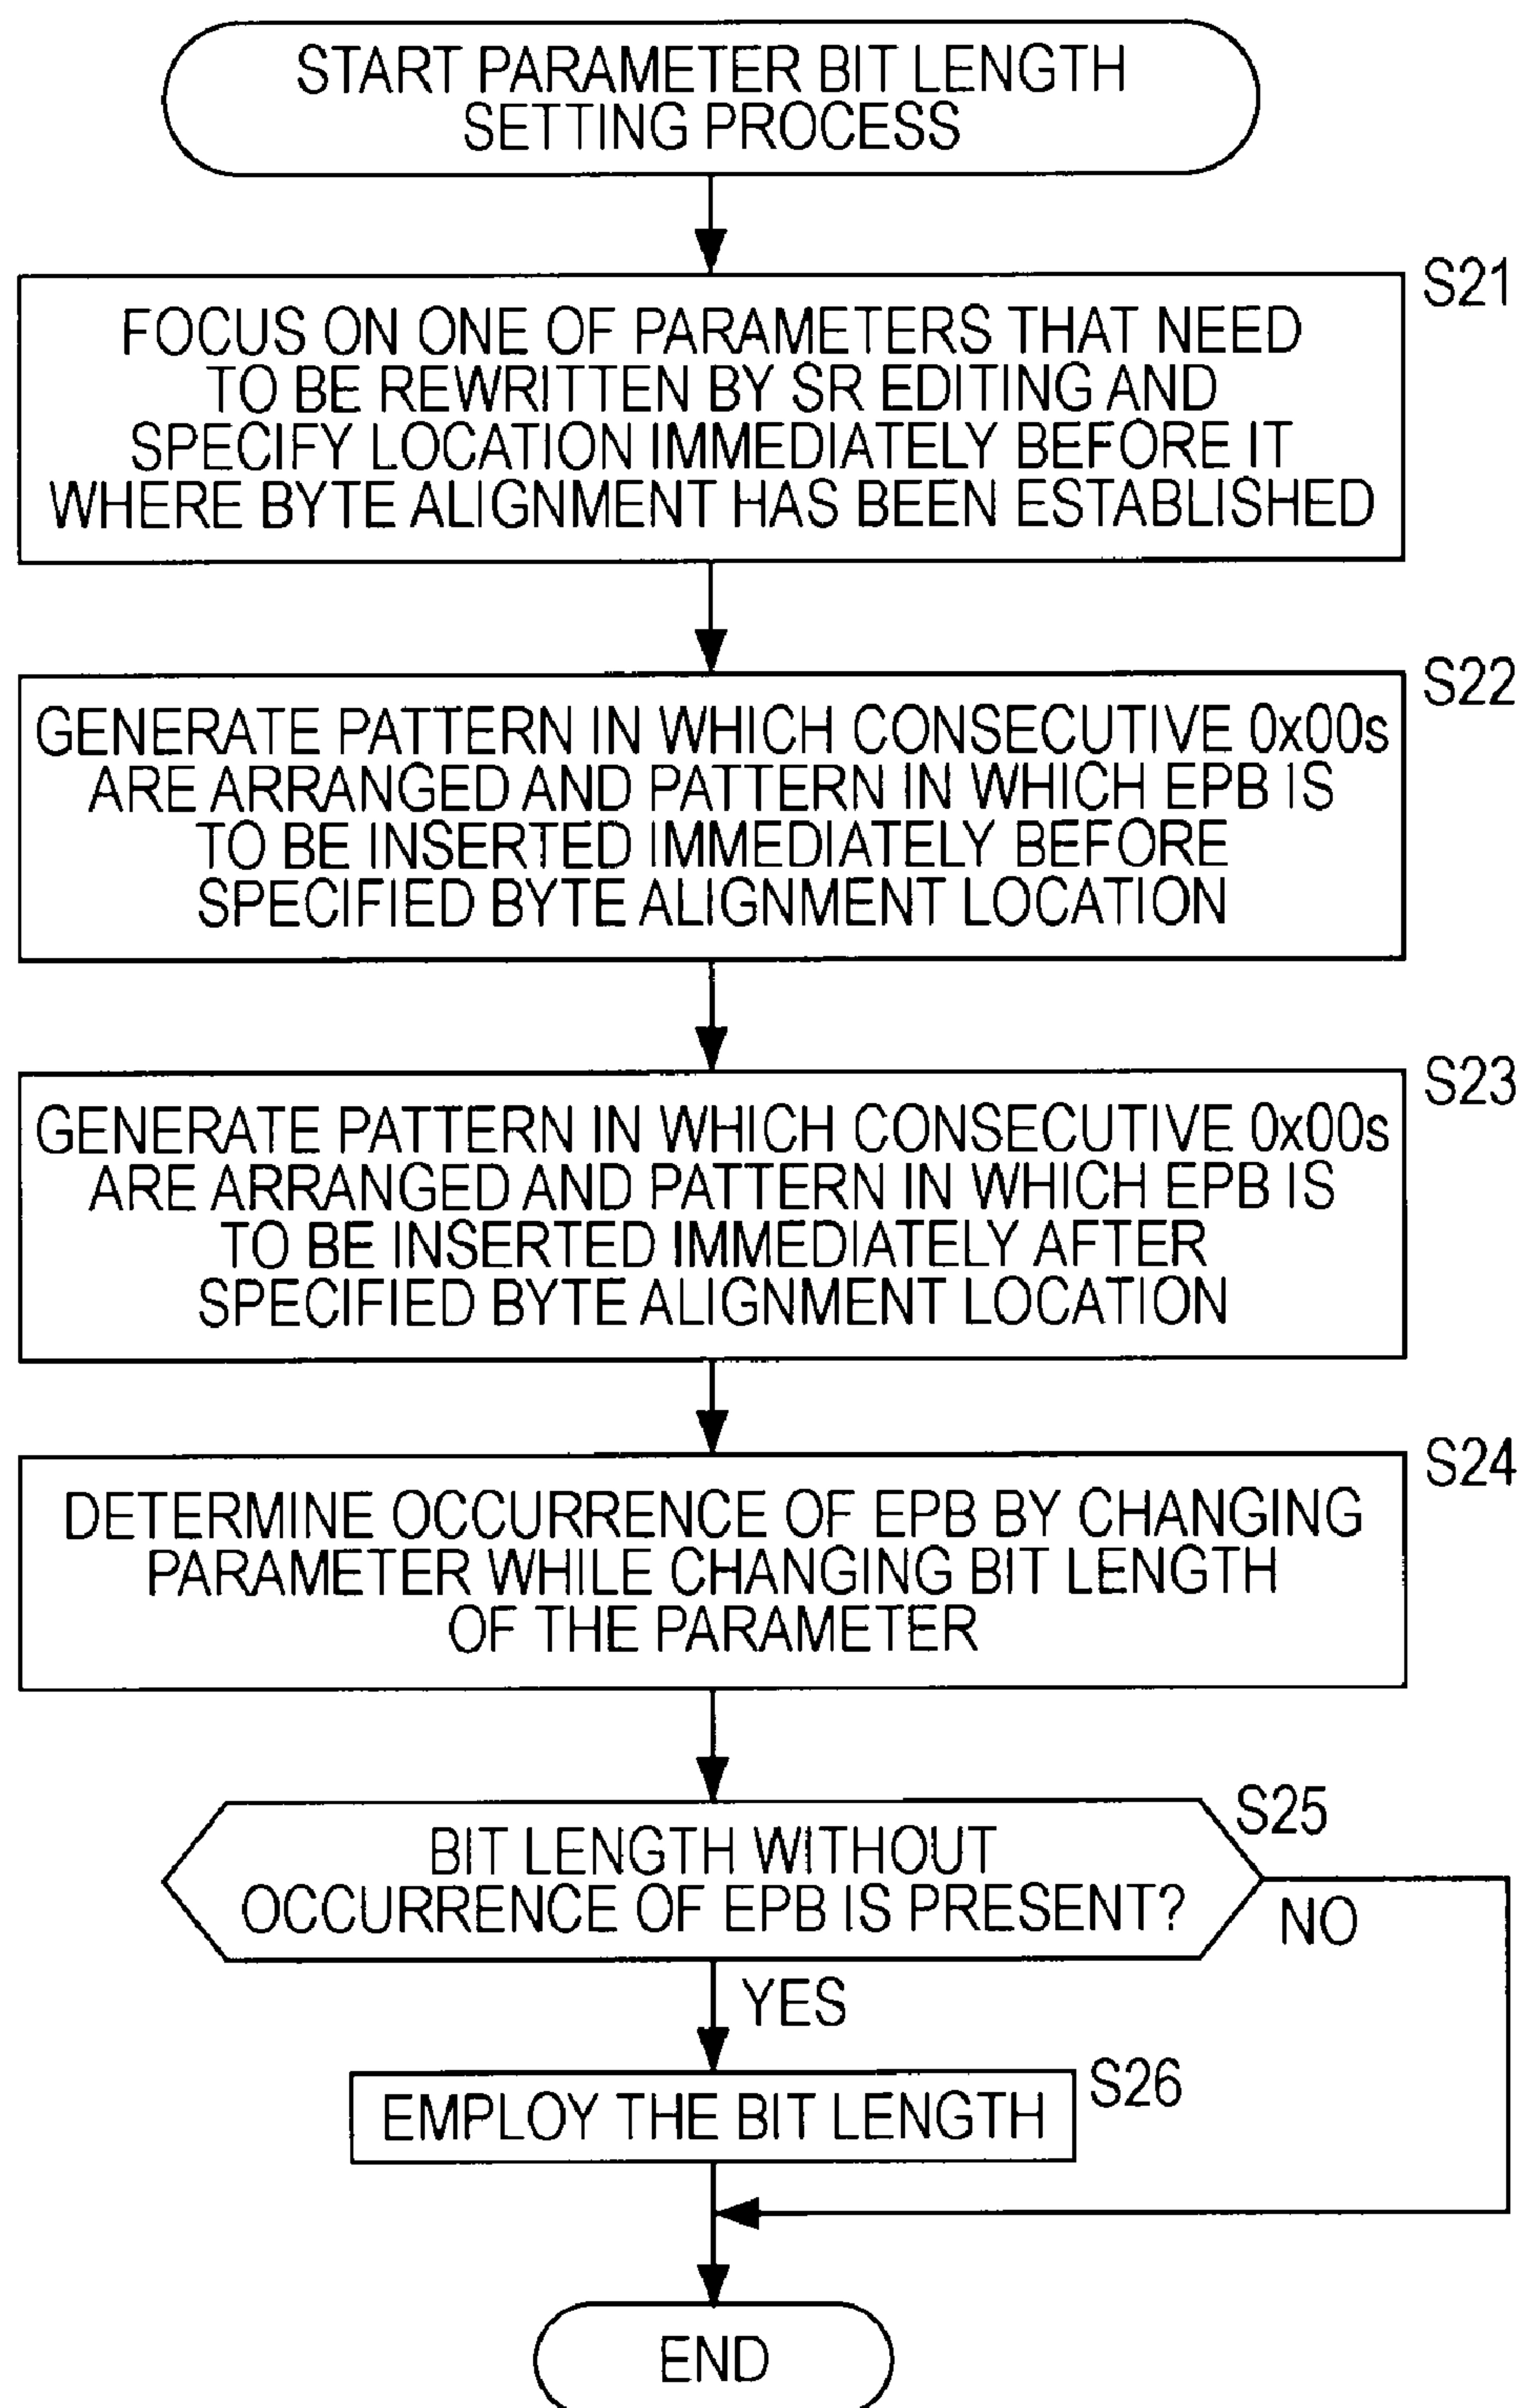 START PARAMETER BIT LENGTH
SETTING PROCESS
S21
FOCUS ON ONE OF PARAMETERS THAT NEED
TO BE REWRITTEN BY SR EDITING AND
SPECIFY LOCATION IMMEDIATELY BEFORE IT
WHERE BYTE ALIGNMENT HAS BEEN ESTABLISHED
S22
GENERATE PATTERN IN WHICH CONSECUTIVE 0x00s
ARE ARRANGED AND PATTERN IN WHICH EPB IS
TO BE INSERTED IMMEDIATELY BEFORE
SPECIFIED BYTE ALIGNMENT LOCATION
S23
GENERATE PATTERN IN WHICH CONSECUTIVE 0x00s
ARE ARRANGED AND PATTERN IN WHICH EPB IS
TO BE INSERTED IMMEDIATELY AFTER
SPECIFIED BYTE ALIGNMENT LOCATION
S24
DETERMINE OCCURRENCE OF EPB BY CHANGING
PARAMETER WHILE CHANGING BIT LENGTH
OF THE PARAMETER
S25
BIT LENGTH WITHOUT
OCCURRENCE OF EPB IS PRESENT?
NO
YES
S26
EMPLOY THE BIT LENGTH
END